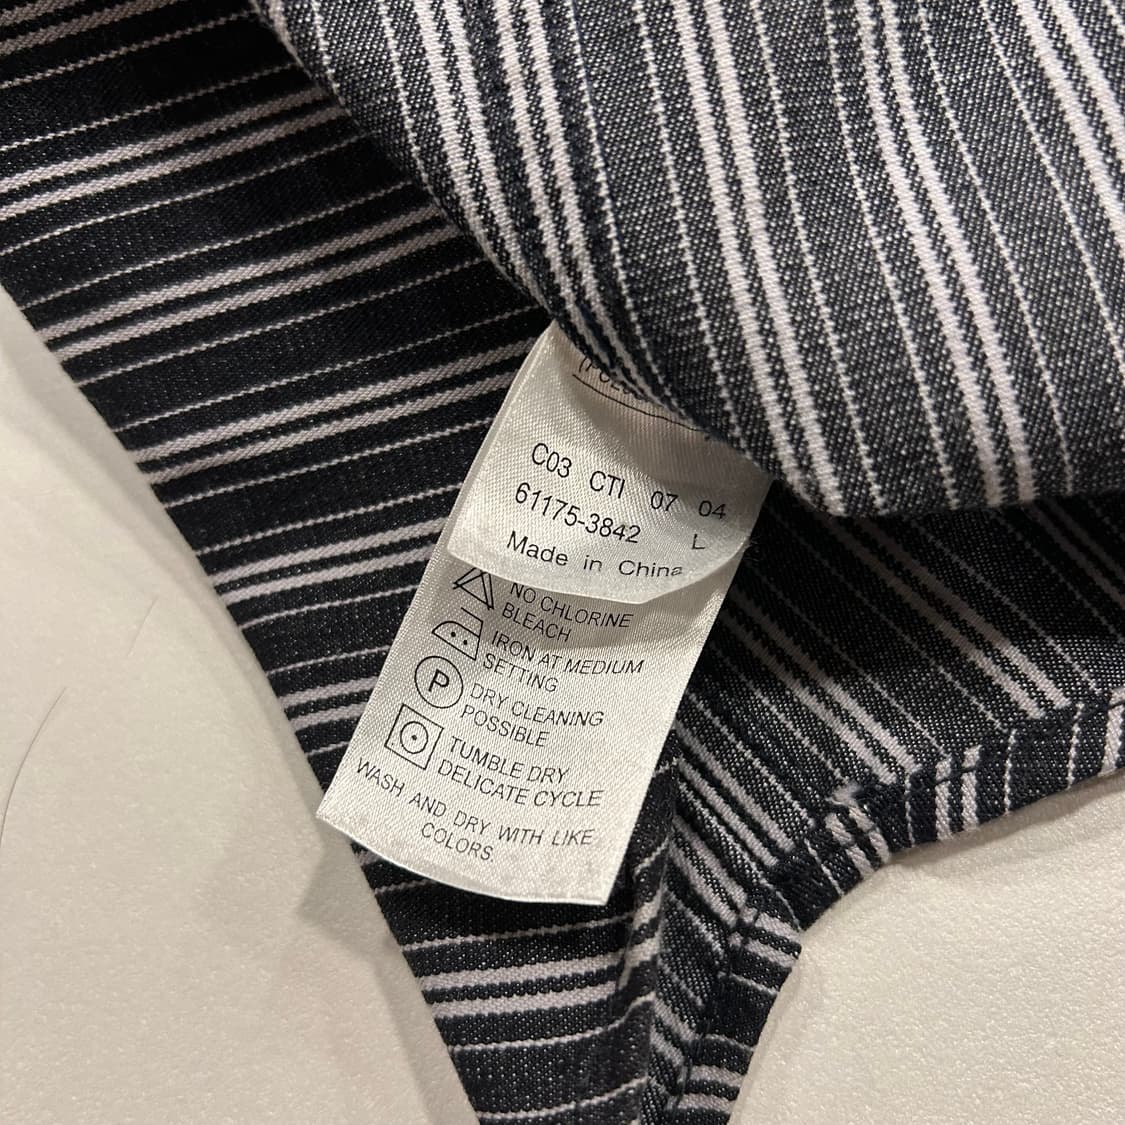 C03 CTI 07 04
61175-3842 L
Made in China
NO CHLORINE
BLEACH
IRON AT MEDIUM
SETTING
P
DRY CLEANING
POSSIBLE
TUMBLE DRY
DELICATE CYCLE
WASH AND DRY WITH LIKE
COLORS.